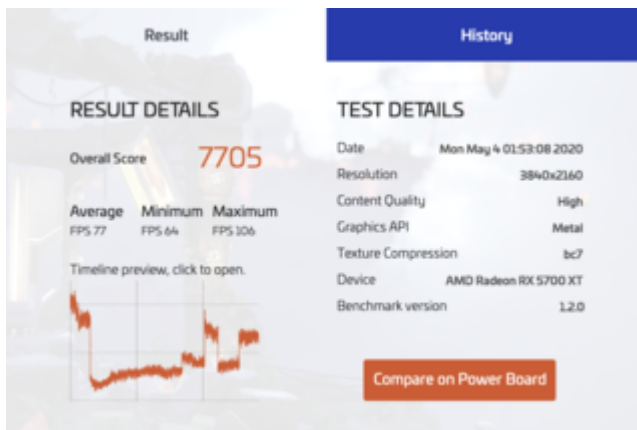 Result
History
RESULT DETAILS
Overall Score 7705
Average Minimum Maximum
FPS 77 FPS 64 FPS 106
Timeline preview, click to open.
TEST DETAILS
Date Mon May 4 01:53:08 2020
Resolution 3840x2160
Content Quality High
Graphics API Metal
Texture Compression bc7
Device AMD Radeon RX 5700 XT
Benchmark version 1.2.0
Compare on Power Board